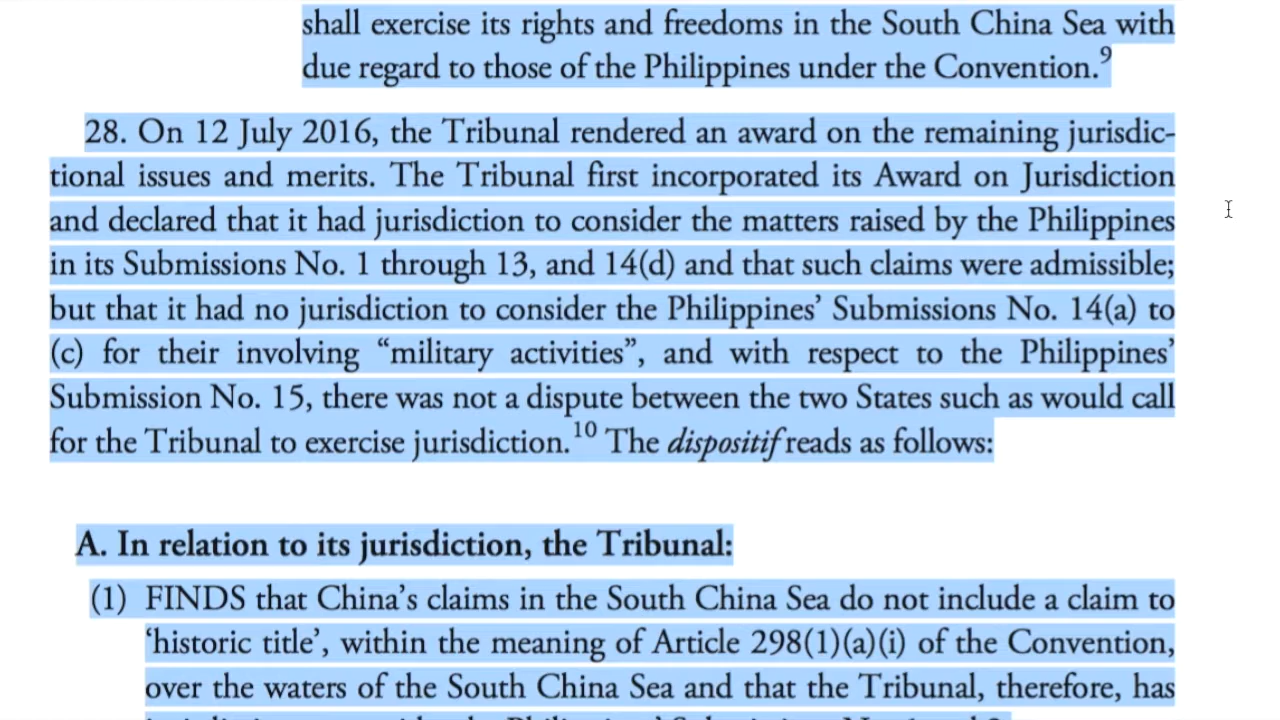 shall exercise its rights and freedoms in the South China Sea with
due regard to those of the Philippines under the Convention.9
28. On 12 July 2016, the Tribunal rendered an award on the remaining jurisdic-
tional issues and merits. The Tribunal first incorporated its Award on Jurisdiction
and declared that it had jurisdiction to consider the matters raised by the Philippines
in its Submissions No. 1 through 13, and 14(d) and that such claims were admissible;
but that it had no jurisdiction to consider the Philippines’ Submissions No. 14(a) to
(c) for their involving “military activities”, and with respect to the Philippines’
Submission No. 15, there was not a dispute between the two States such as would call
for the Tribunal to exercise jurisdiction.10 The dispositif reads as follows:
A. In relation to its jurisdiction, the Tribunal:
(1) FINDS that China’s claims in the South China Sea do not include a claim to
‘historic title’, within the meaning of Article 298(1)(a)(i) of the Convention,
over the waters of the South China Sea and that the Tribunal, therefore, has